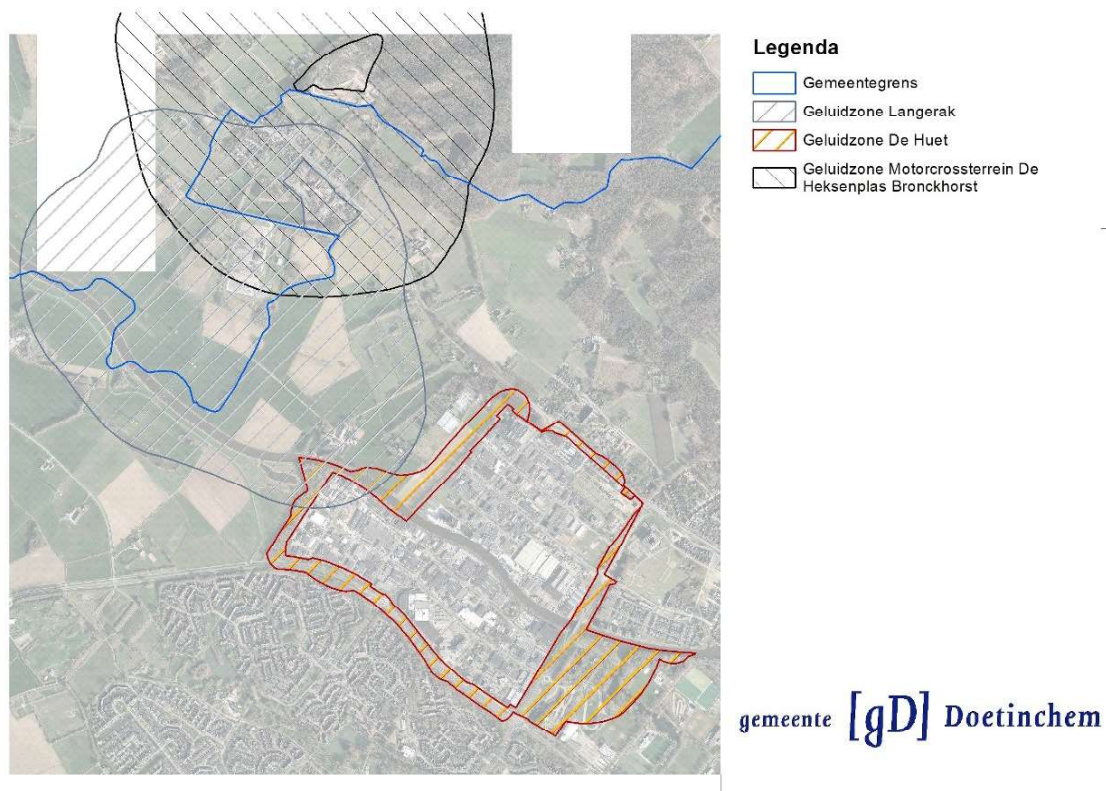 Legenda
Gemeentegrens
Geluidzone Langerak
Geluidzone De Huet
Geluidzone Motorcrossterrein De
Heksenplas Bronckhorst
gemeente [gD] Doetinchem